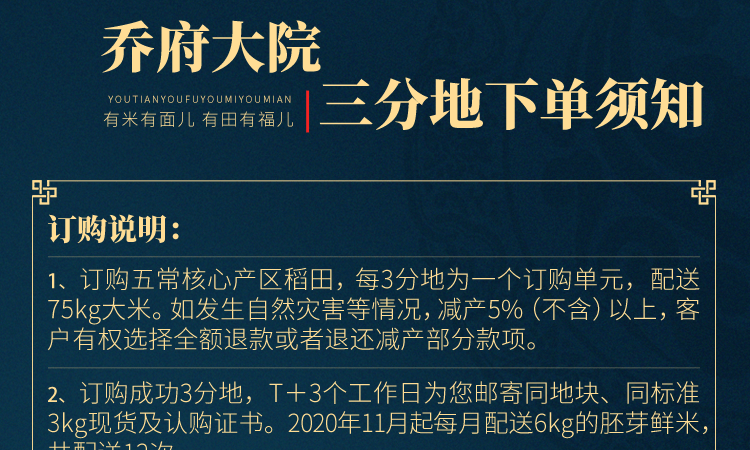 乔府大院
YOUTIANYOUFUYOUMIYOUMIAN
有米有面儿 有田有福儿
三分地下单须知
订购说明：
1、订购五常核心产区稻田，每3分地为一个订购单元，配送
75kg大米。如发生自然灾害等情况，减产5%（不含）以上，客
户有权选择全额退款或者退还减产部分款项。
2、订购成功3分地，T＋3个工作日为您邮寄同地块、同标准
3kg现货及认购证书。2020年11月起每月配送6kg的胚芽鲜米，
共配送12次